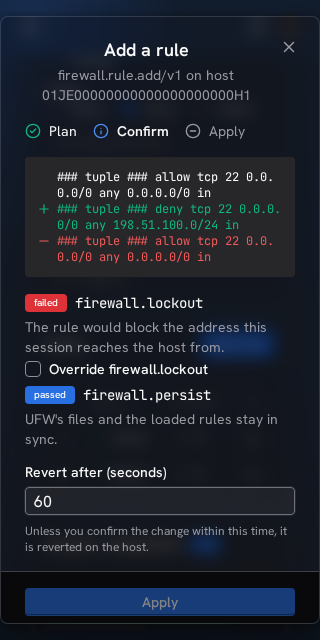 Add a rule
firewall.rule.add/v1 on host
01JE00000000000000000000H1
Plan Confirm Apply
### tuple ### allow tcp 22 0.0.
0.0/0 any 0.0.0.0/0 in
+ ### tuple ### deny tcp 22 0.0.0.
0/0 any 198.51.100.0/24 in
− ### tuple ### allow tcp 22 0.0.
0.0/0 any 0.0.0.0/0 in
failed firewall.lockout
The rule would block the address this
session reaches the host from.
Override firewall.lockout
passed firewall.persist
UFW's files and the loaded rules stay in
sync.
Revert after (seconds)
60
Unless you confirm the change within this time, it
is reverted on the host.
Apply